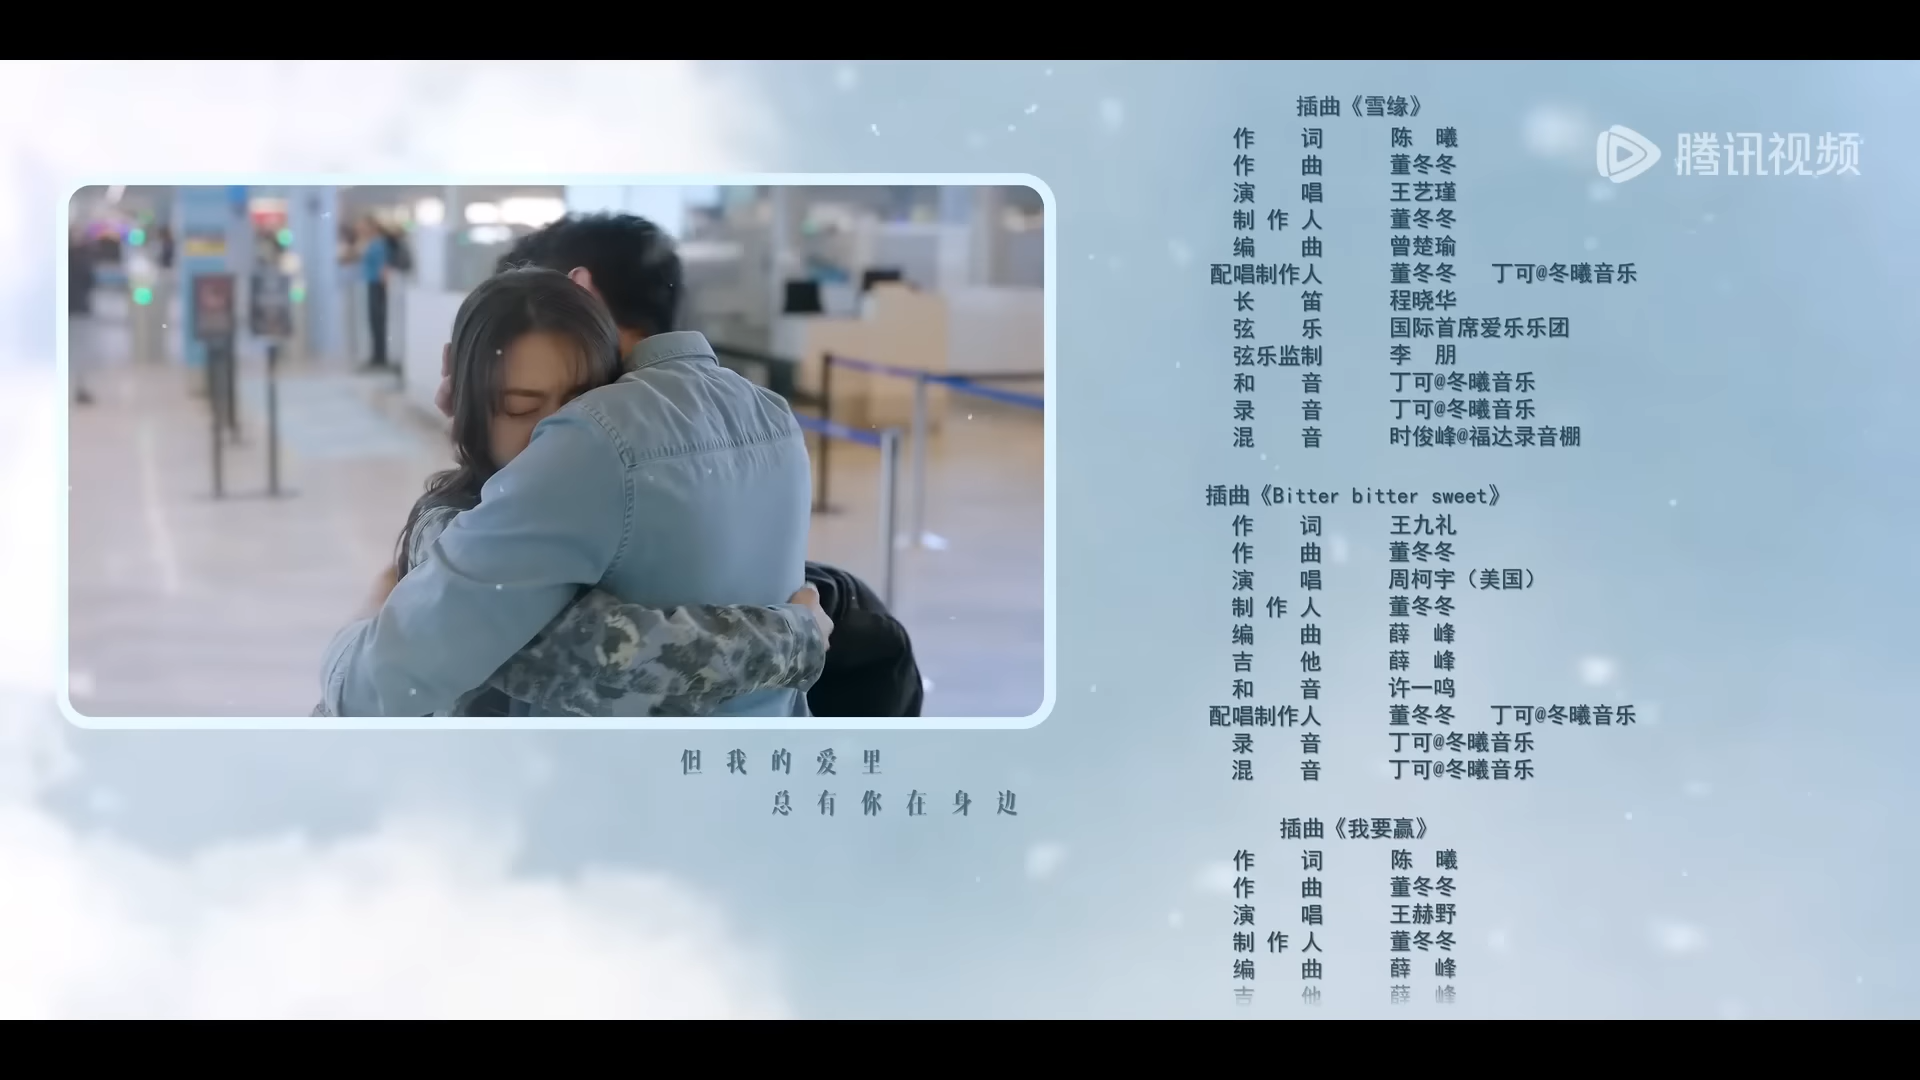 腾讯视频
插曲《雪缘》
作 词 陈 曦
作 曲 董冬冬
演 唱 王艺瑾
制 作 人 董冬冬
编 曲 曾楚瑜
配唱制作人 董冬冬 丁可@冬曦音乐
长 笛 程晓华
弦 乐 国际首席爱乐乐团
弦乐监制 李 朋
和 音 丁可@冬曦音乐
录 音 丁可@冬曦音乐
混 音 时俊峰@福达录音棚
插曲《Bitter bitter sweet》
作 词 王九礼
作 曲 董冬冬
演 唱 周柯宇（美国）
制 作 人 董冬冬
编 曲 薛 峰
吉 他 薛 峰
和 音 许一鸣
配唱制作人 董冬冬 丁可@冬曦音乐
录 音 丁可@冬曦音乐
混 音 丁可@冬曦音乐
插曲《我要赢》
作 词 陈 曦
作 曲 董冬冬
演 唱 王赫野
制 作 人 董冬冬
编 曲 薛 峰
吉 他 薛 峰
但我的爱里
总有你在身边